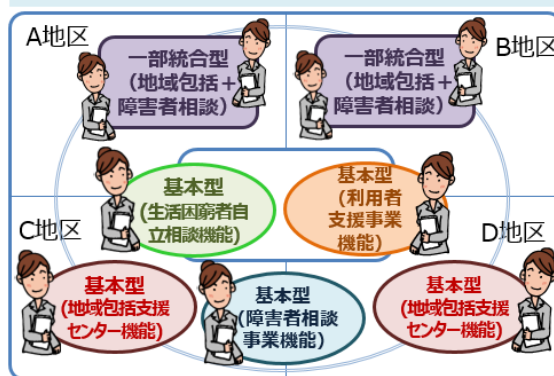 A地区
B地区
一部統合型
(地域包括+
障害者相談)
一部統合型
(地域包括+
障害者相談)
基本型
(生活困窮者自
立相談機能)
基本型
(利用者
支援事業
機能)
C地区
D地区
基本型
(地域包括支援
センター機能)
基本型
(障害者相談
事業機能)
基本型
(地域包括支援
センター機能)